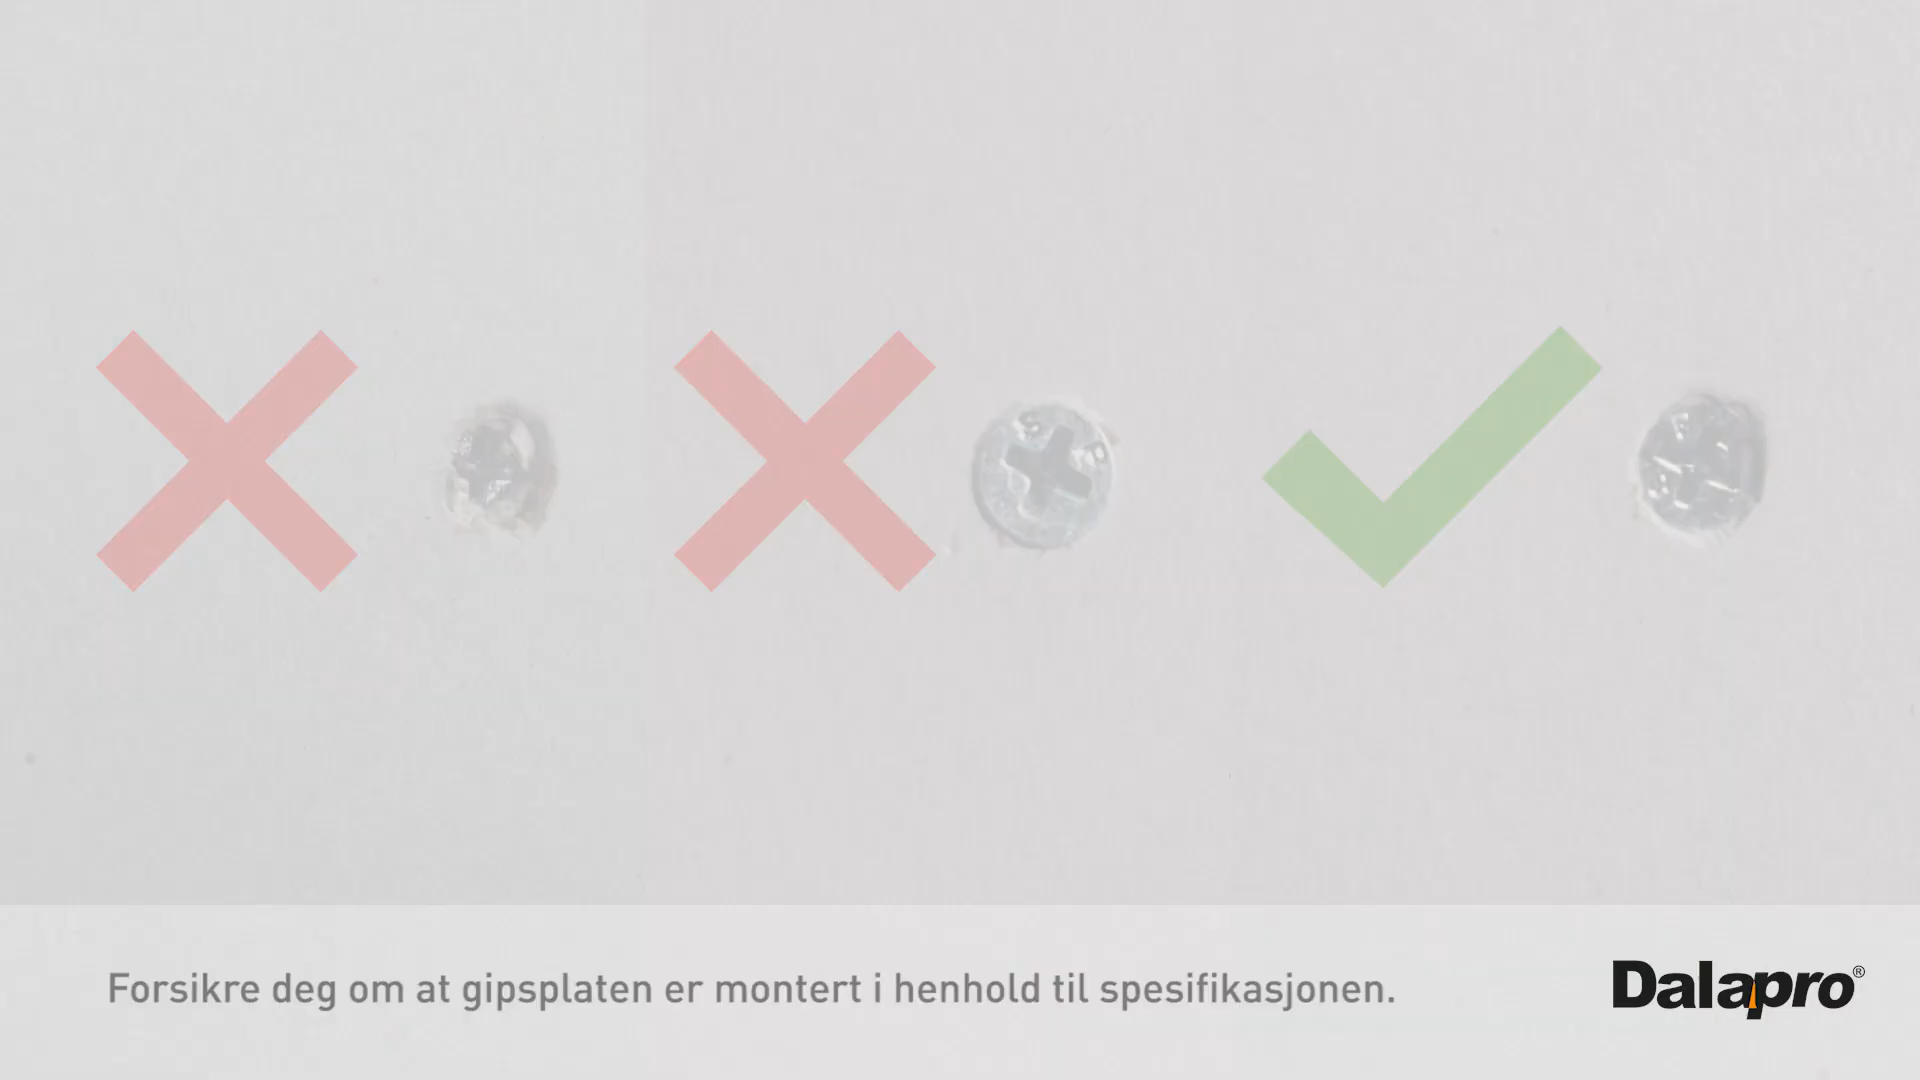 Forsikre deg om at gipsplaten er montert i henhold til spesifikasjonen.
Dalapro®